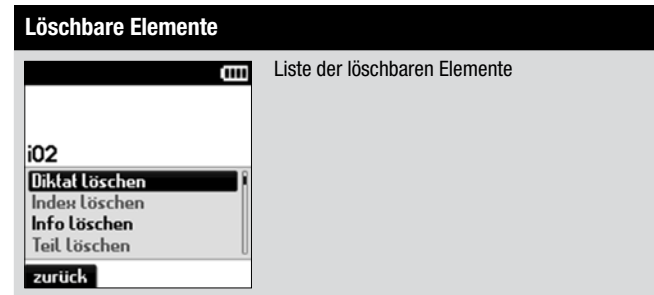 Löschbare Elemente
Liste der löschbaren Elemente
i02
Diktat löschen
Index löschen
Info löschen
Teil löschen
zurück